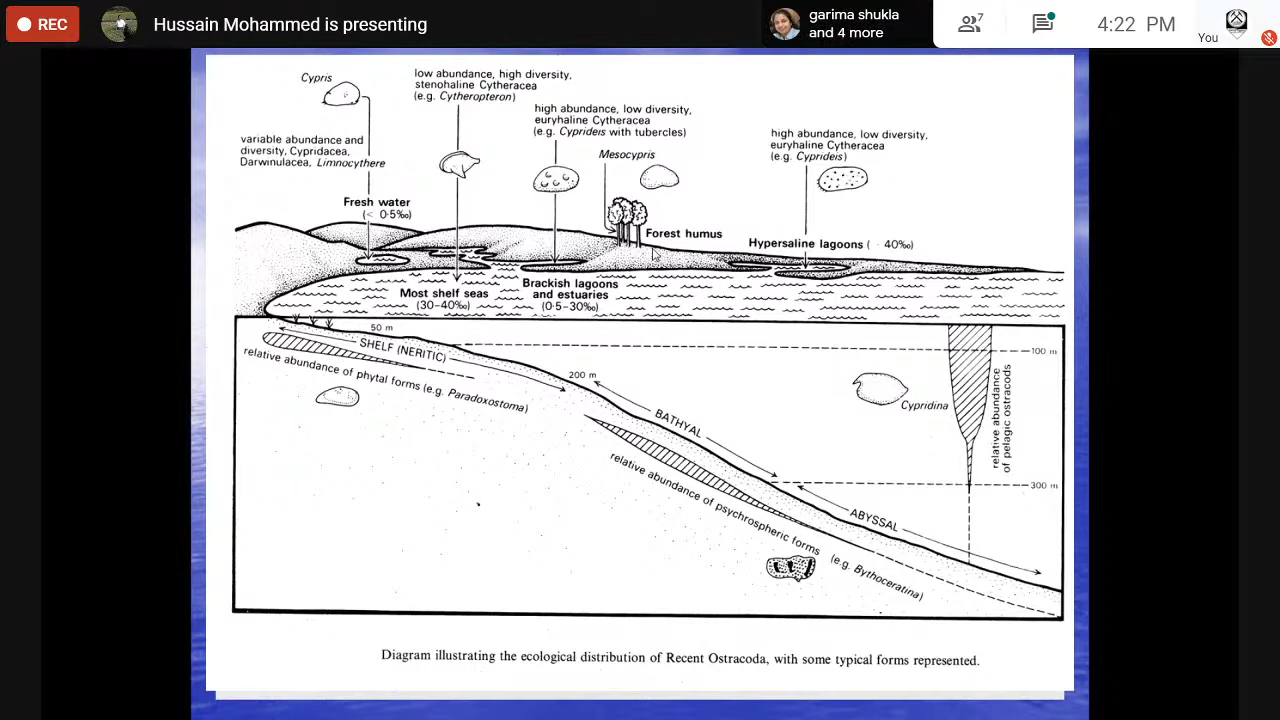 REC
Hussain Mohammed is presenting
garima shukla
and 4 more
7
4:22 PM
You
Cypris
low abundance, high diversity,
stenohaline Cytheracea
(e.g. Cytheropteron)
high abundance, low diversity,
euryhaline Cytheracea
(e.g. Cyprideis with tubercles)
high abundance, low diversity,
euryhaline Cytheracea
(e.g. Cyprideis)
variable abundance and
diversity, Cypridacea,
Darwinulacea, Limnocythere
Mesocypris
Fresh water
(< 0·5‰)
Forest humus
Hypersaline lagoons ( 40‰)
Most shelf seas
(30-40‰)
Brackish lagoons
and estuaries
(0·5-30‰)
50 m
SHELF (NERITIC)
100 m
relative abundance of phytal forms (e.g. Paradoxostoma)
200 m
BATHYAL
Cypridina
relative abundance
of pelagic ostracods
relative abundance of psychrospheric forms (e.g. Bythoceratina)
300 m
ABYSSAL
Diagram illustrating the ecological distribution of Recent Ostracoda, with some typical forms represented.